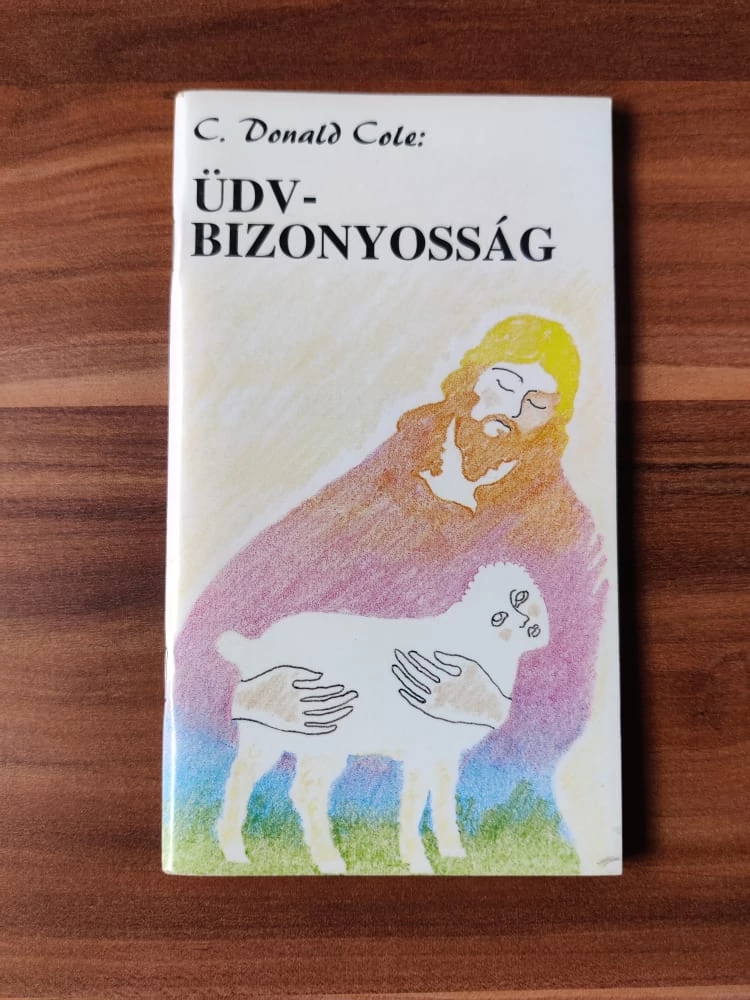 C. Donald Cole:
ÜDV-
BIZONYOSSÁG